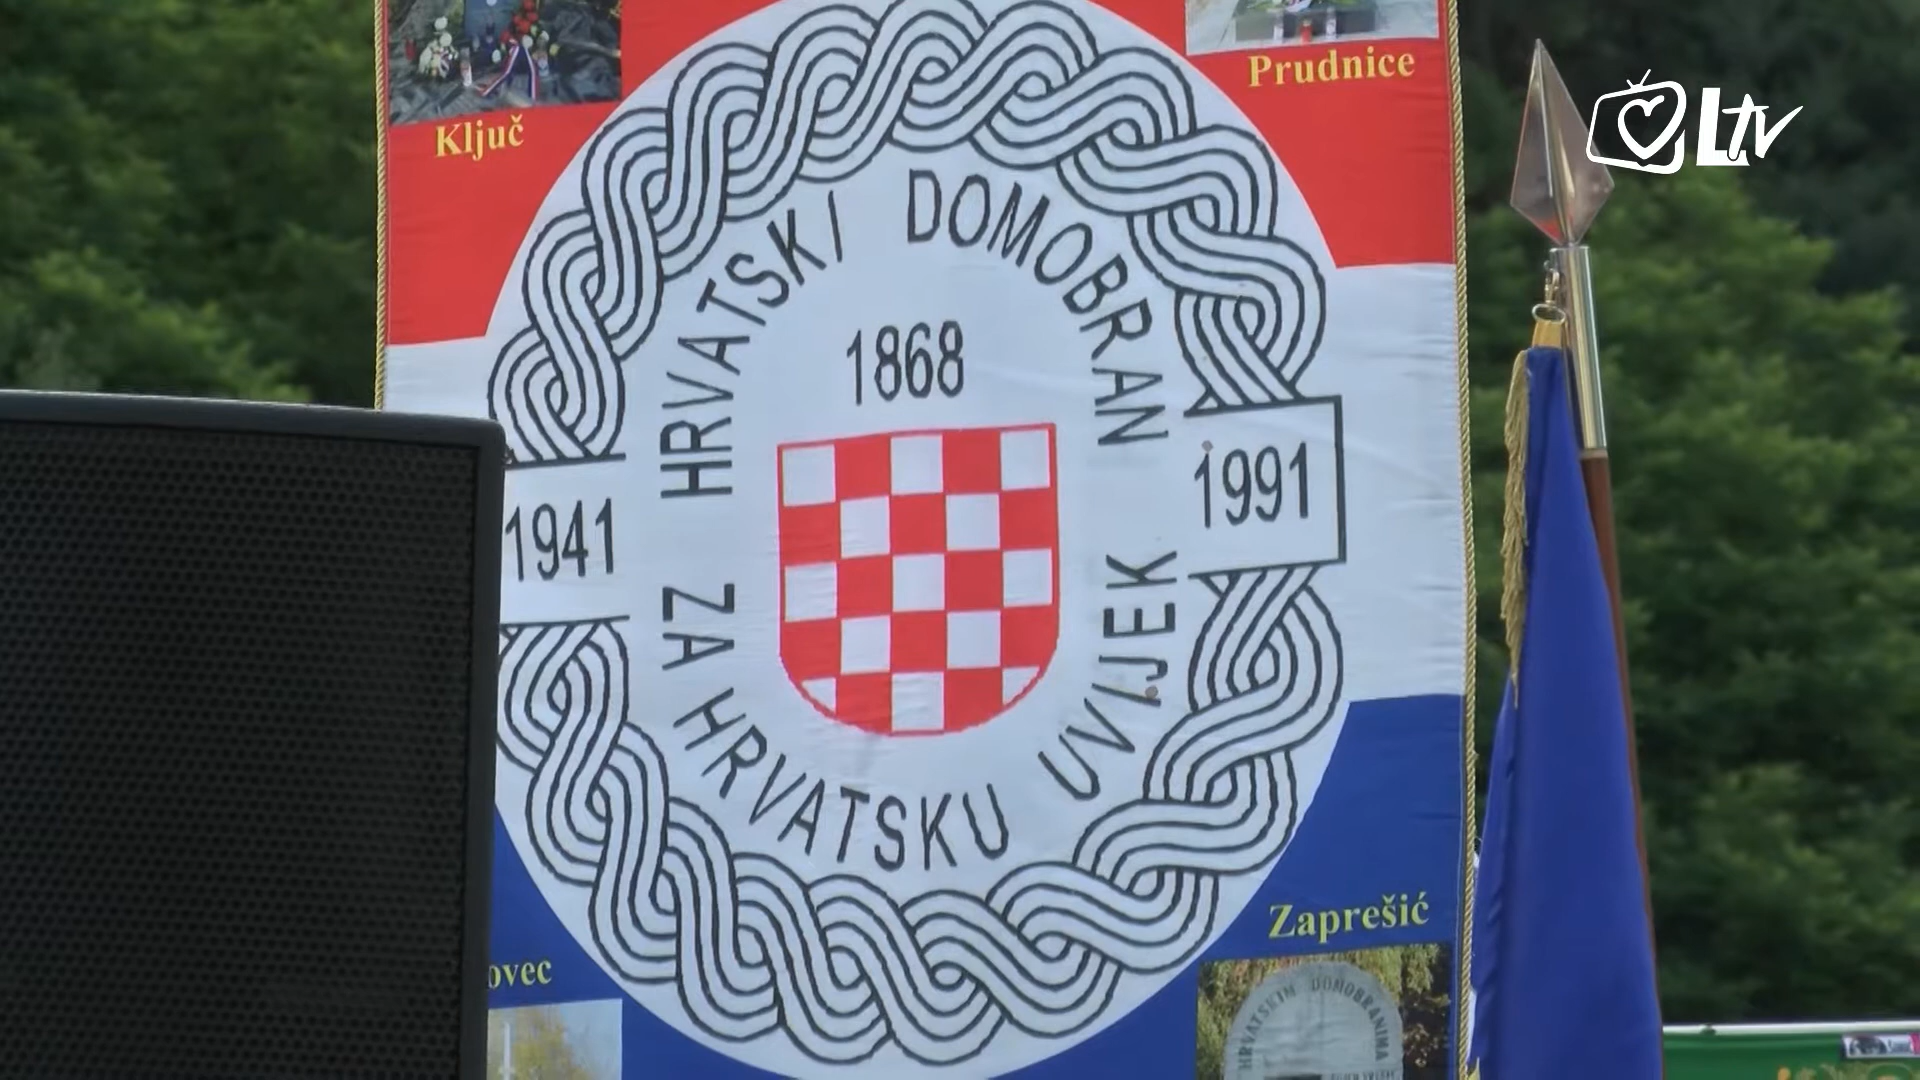 Ključ
Prudnice
LTV
HRVATSKI DOMOBRAN
1868
1941
1991
ZA HRVATSKU UVIJEK
ovec
Zaprešić
HRVATSKIM DOMOBRANIMA